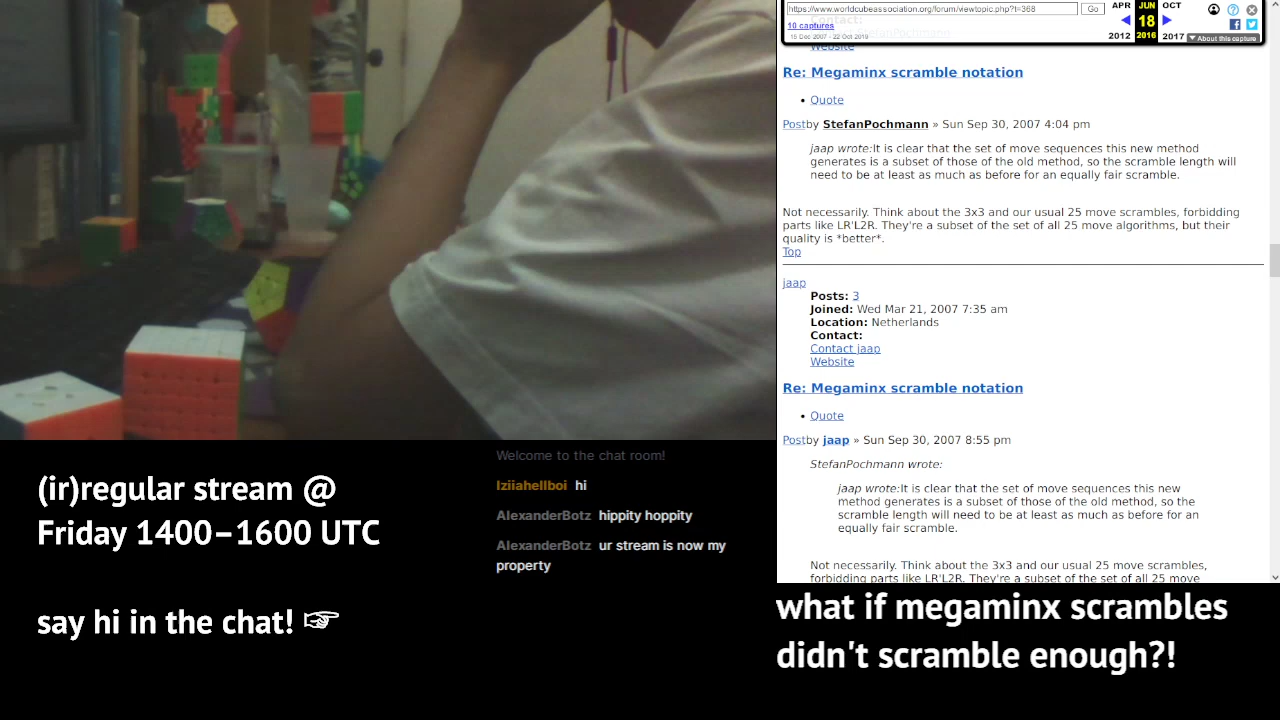 (ir)regular stream @
Friday 1400–1600 UTC
say hi in the chat! ☞
Welcome to the chat room!
Iziiahellboi hi
AlexanderBotz hippity hoppity
AlexanderBotz ur stream is now my
property
https://www.worldcubeassociation.org/forum/viewtopic.php?t=368
Go
APR JUN OCT
18
2012 2016 2017
10 captures
15 Dec 2007 - 22 Oct 2019
About this capture
Website
Re: Megaminx scramble notation
• Quote
Postby StefanPochmann » Sun Sep 30, 2007 4:04 pm
jaap wrote:It is clear that the set of move sequences this new method
generates is a subset of those of the old method, so the scramble length will
need to be at least as much as before for an equally fair scramble.
Not necessarily. Think about the 3x3 and our usual 25 move scrambles, forbidding
parts like LR'L2R. They're a subset of the set of all 25 move algorithms, but their
quality is *better*.
Top
jaap
Posts: 3
Joined: Wed Mar 21, 2007 7:35 am
Location: Netherlands
Contact:
Contact jaap
Website
Re: Megaminx scramble notation
• Quote
Postby jaap » Sun Sep 30, 2007 8:55 pm
StefanPochmann wrote:
jaap wrote:It is clear that the set of move sequences this new
method generates is a subset of those of the old method, so the
scramble length will need to be at least as much as before for an
equally fair scramble.
Not necessarily. Think about the 3x3 and our usual 25 move scrambles,
forbidding parts like LR'L2R. They're a subset of the set of all 25 move
what if megaminx scrambles
didn't scramble enough?!